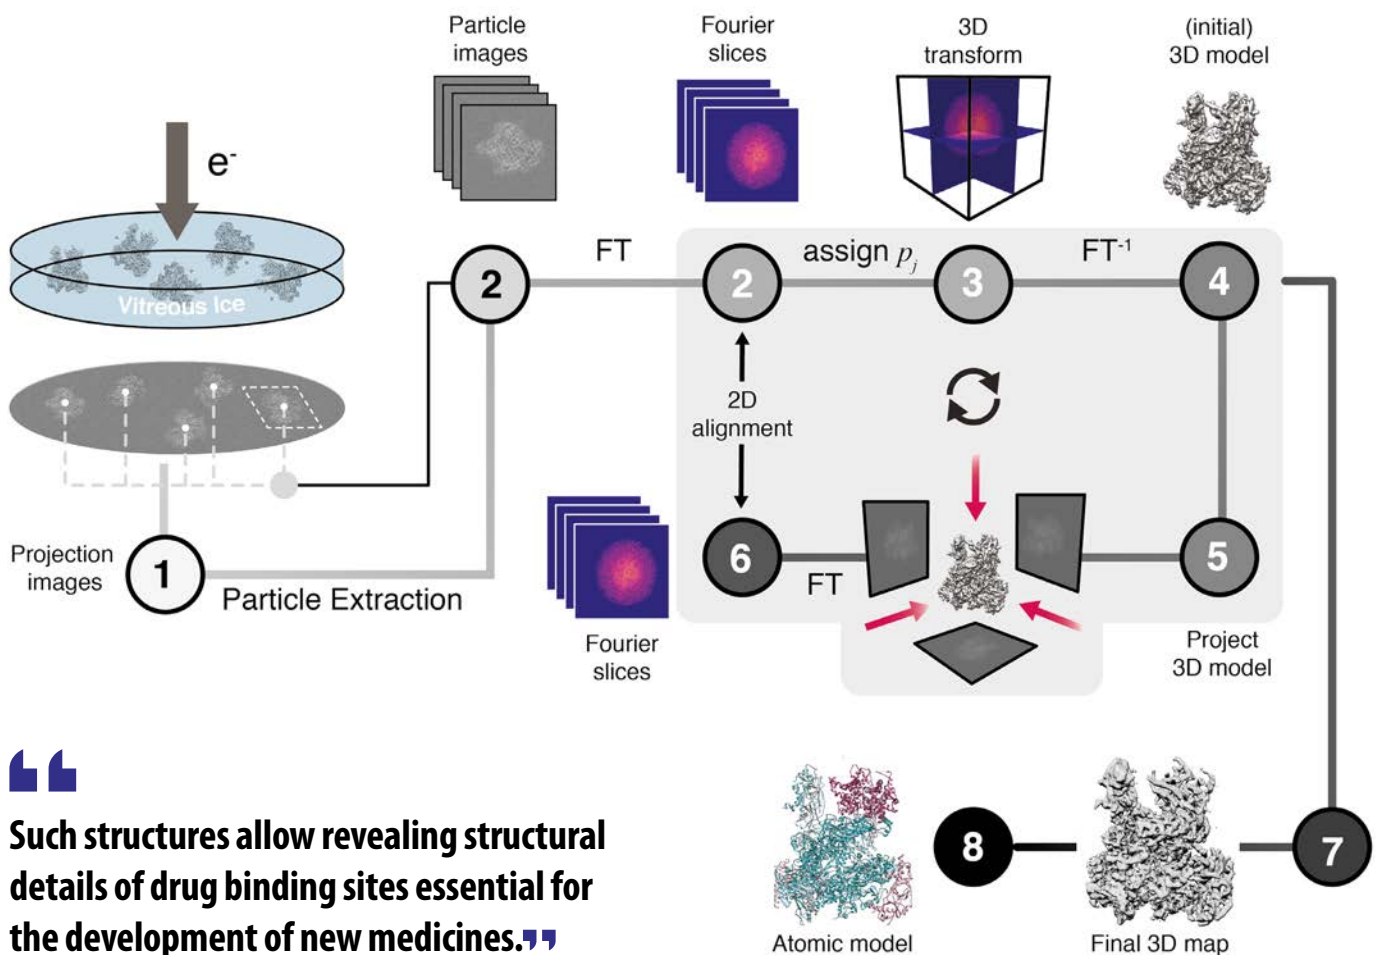 Particle
images
Fourier
slices
3D
transform
(initial)
3D model
e-
Vitreous Ice
2
FT
2
assign pj
3
FT-1
4
2D
alignment
Projection
images
1
Particle Extraction
6
FT
5
Fourier
slices
Project
3D model
“
Such structures allow revealing structural
details of drug binding sites essential for
the development of new medicines.”
8
7
Atomic model
Final 3D map